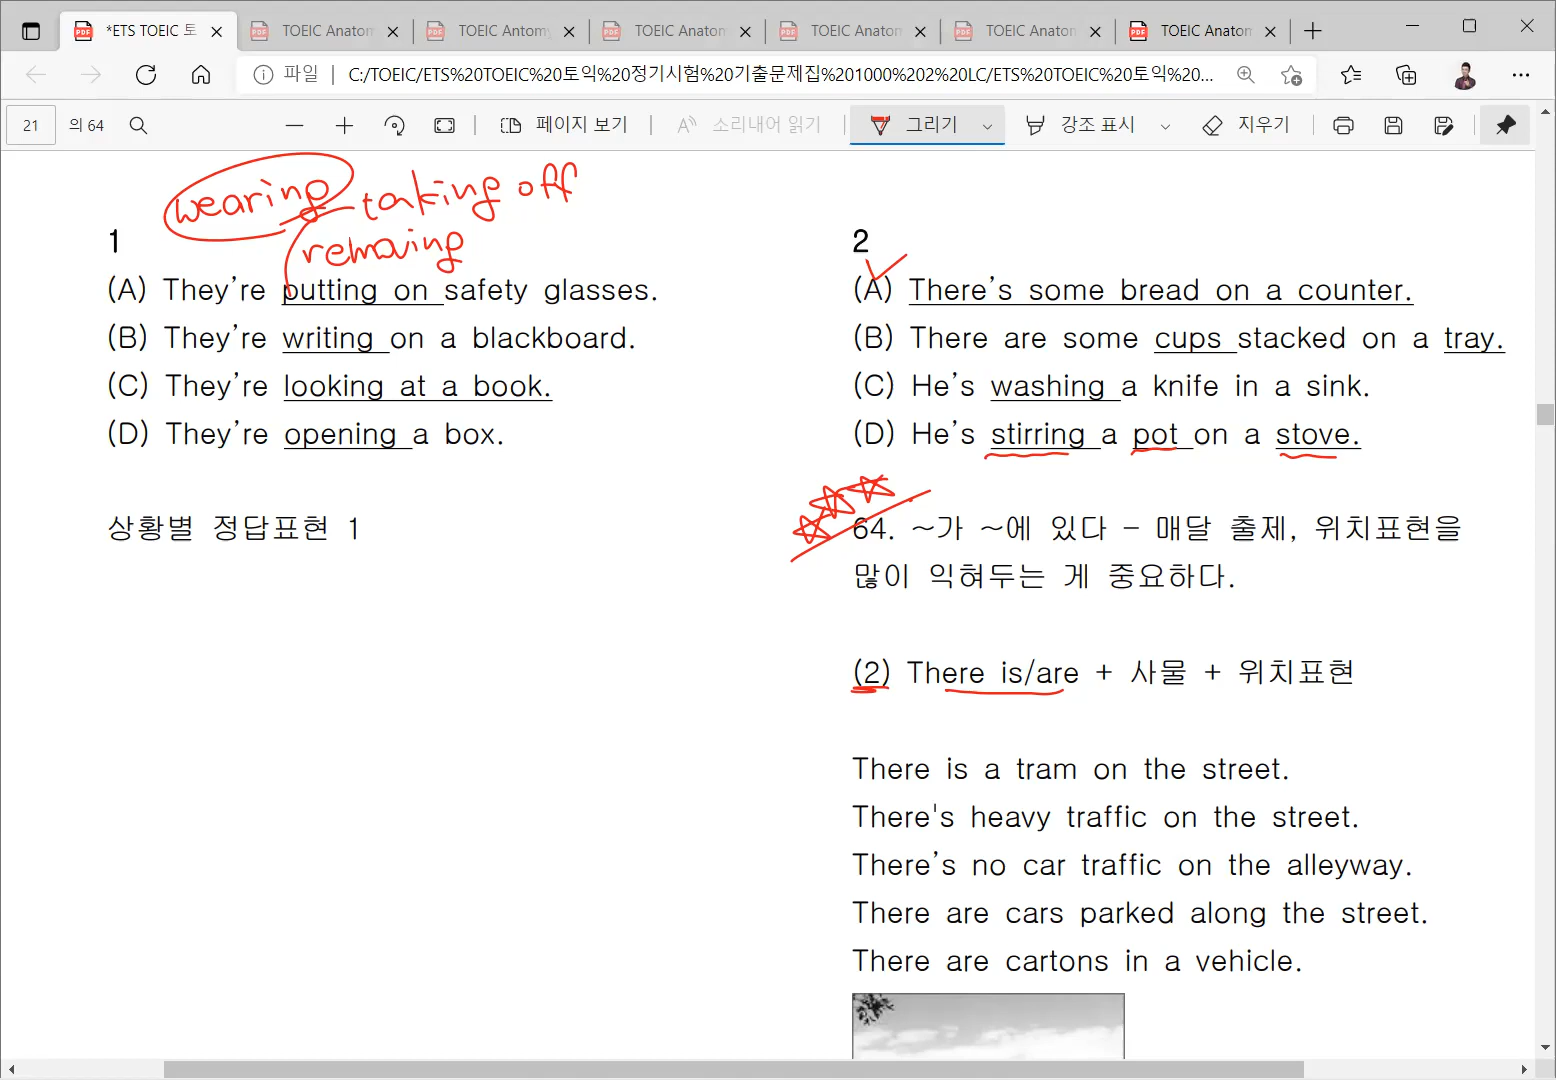 *ETS TOEIC 토
TOEIC Anatom
TOEIC Antomy
TOEIC Anatom
TOEIC Anatom
TOEIC Anatom
TOEIC Anatom
파일
C:/TOEIC/ETS%20TOEIC%20토익%20정기시험%20기출문제집%201000%202%20LC/ETS%20TOEIC%20토익%20...
21
의 64
페이지 보기
소리내어 읽기
그리기
강조 표시
지우기
wearing taking off
removing
1
(A) They're putting on safety glasses.
(B) They're writing on a blackboard.
(C) They're looking at a book.
(D) They're opening a box.
상황별 정답표현 1
2
(A) There's some bread on a counter.
(B) There are some cups stacked on a tray.
(C) He's washing a knife in a sink.
(D) He's stirring a pot on a stove.
64. ~가 ~에 있다 - 매달 출제, 위치표현을
많이 익혀두는 게 중요하다.
(2) There is/are + 사물 + 위치표현
There is a tram on the street.
There's heavy traffic on the street.
There's no car traffic on the alleyway.
There are cars parked along the street.
There are cartons in a vehicle.